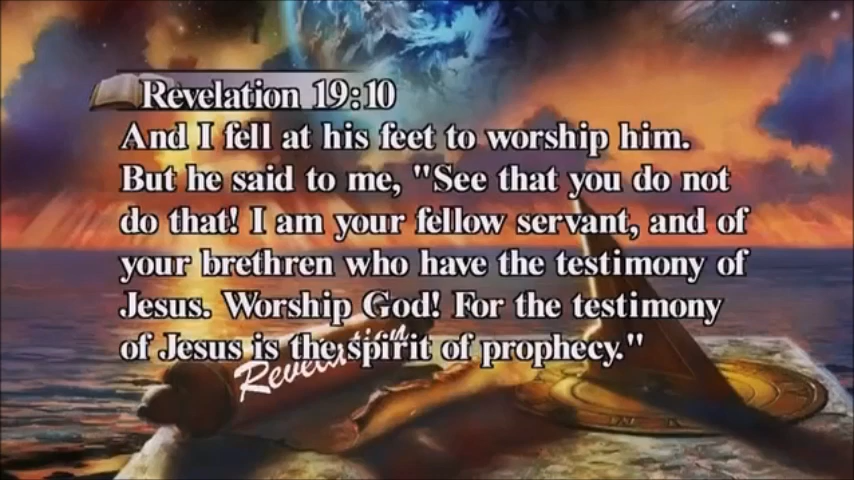 Revelation 19:10
And I fell at his feet to worship him.
But he said to me, "See that you do not
do that! I am your fellow servant, and of
your brethren who have the testimony of
Jesus. Worship God! For the testimony
of Jesus is the spirit of prophecy."
Revelation